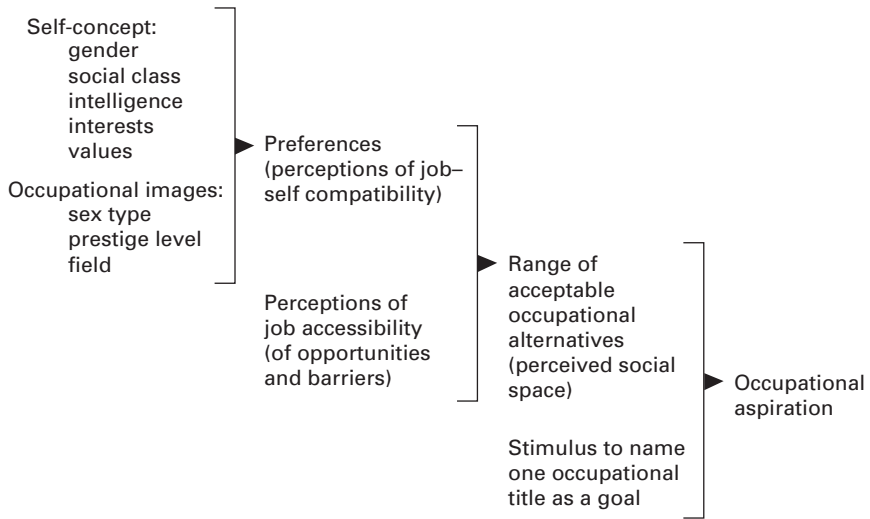 Self-concept:
gender
social class
intelligence
interests
values
Occupational images:
sex type
prestige level
field
Preferences
(perceptions of job–
self compatibility)
Perceptions of
job accessibility
(of opportunities
and barriers)
Range of
acceptable
occupational
alternatives
(perceived social
space)
Stimulus to name
one occupational
title as a goal
Occupational
aspiration